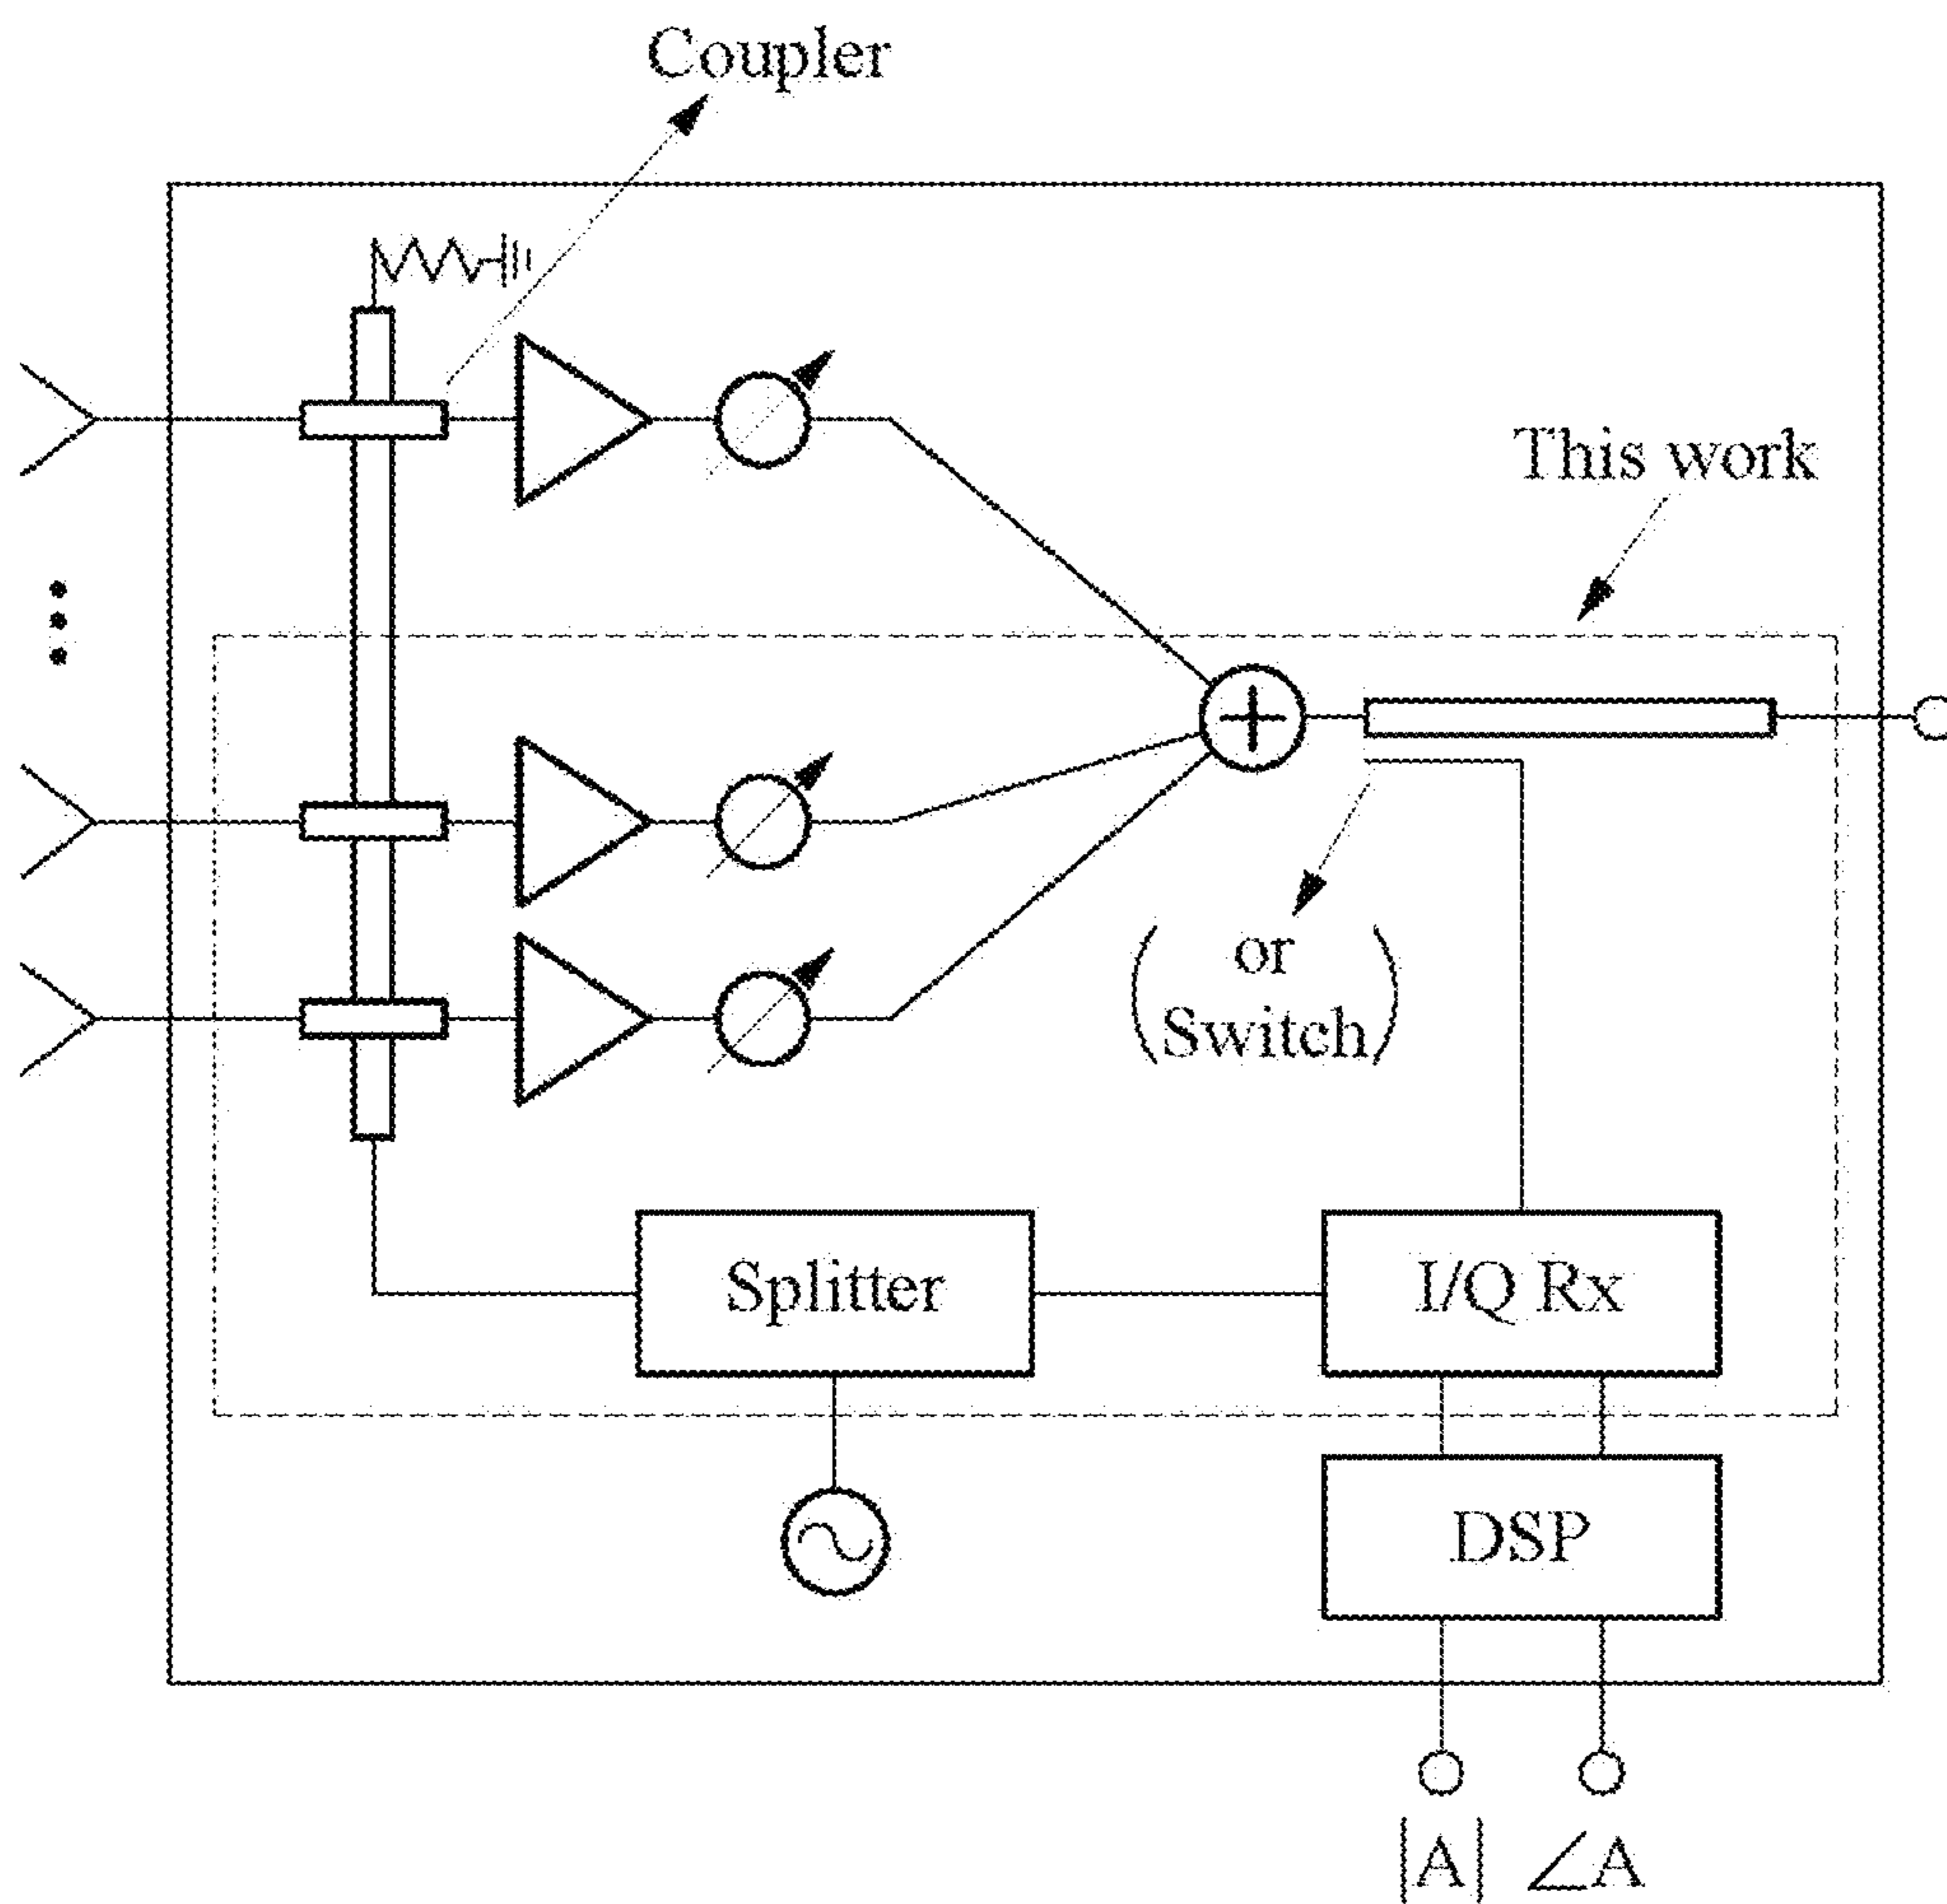 Coupler
This work
or
Switch
Splitter
I/Q Rx
DSP
|A| ∠A